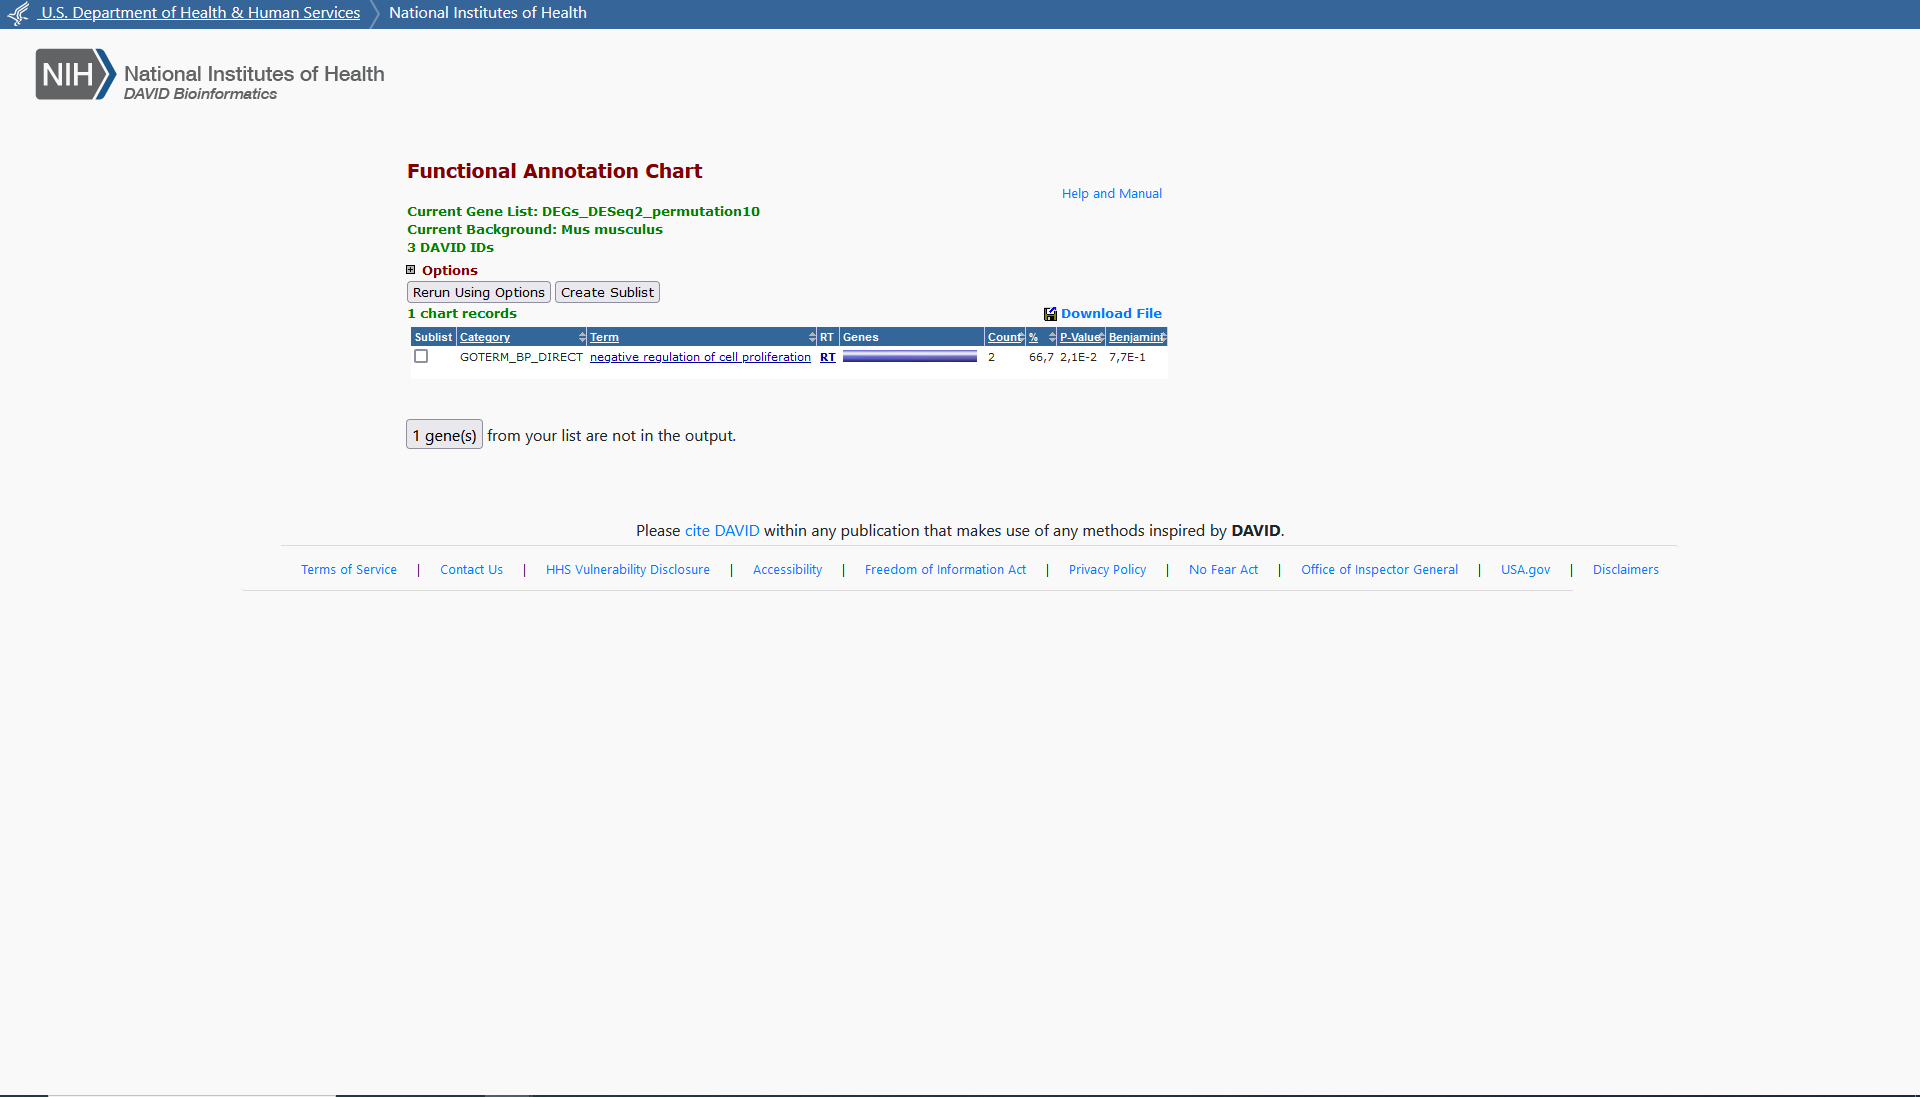 U.S. Department of Health & Human Services National Institutes of Health
NIH National Institutes of Health
DAVID Bioinformatics
Functional Annotation Chart
Help and Manual
Current Gene List: DEGs_DESeq2_permutation10
Current Background: Mus musculus
3 DAVID IDs
Options
Rerun Using Options Create Sublist
1 chart records Download File
Sublist Category Term RT Genes Count % P-Value Benjamini
GOTERM_BP_DIRECT negative regulation of cell proliferation RT 2 66,7 2,1E-2 7,7E-1
1 gene(s) from your list are not in the output.
Please cite DAVID within any publication that makes use of any methods inspired by DAVID.
Terms of Service | Contact Us | HHS Vulnerability Disclosure | Accessibility | Freedom of Information Act | Privacy Policy | No Fear Act | Office of Inspector General | USA.gov | Disclaimers